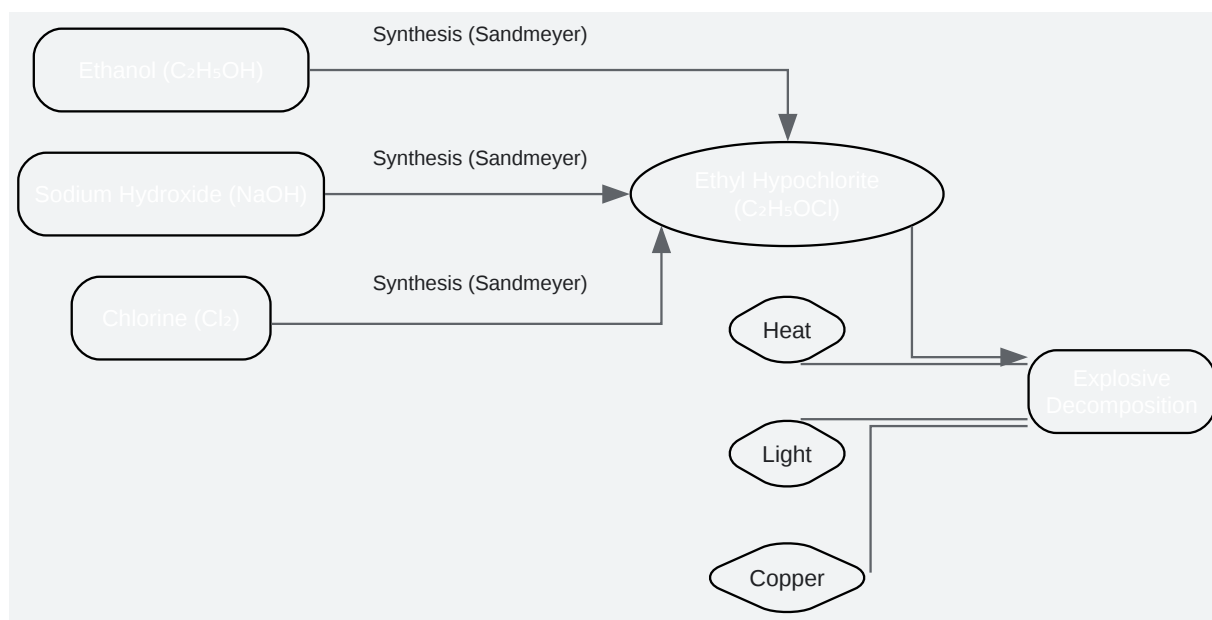 Synthesis (Sandmeyer)
Ethanol (C₂H₅OH)
Synthesis (Sandmeyer)
Sodium Hydroxide (NaOH)
Ethyl Hypochlorite
(C₂H₅OCl)
Synthesis (Sandmeyer)
Chlorine (Cl₂)
Heat
Explosive
Decomposition
Light
Copper